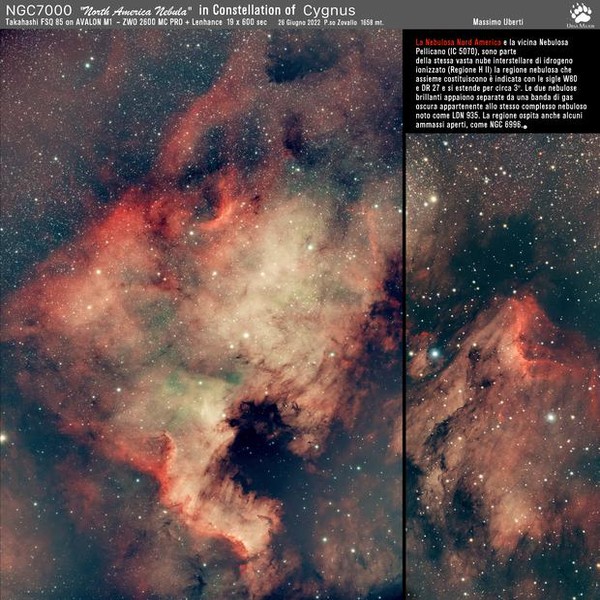 NGC7000 "North America Nebula" in Constellation of Cygnus
Takahashi FSQ 85 on AVALON M1 - ZWO 2600 MC PRO + Lenhance 19 x 600 sec 26 Giugno 2022 P.so Zovallo 1658 mt.
Massimo Uberti
URSA MAJOR
La Nebulosa Nord America e la vicina Nebulosa
Pellicano (IC 5070), sono parte
della stessa vasta nube interstellare di idrogeno
ionizzato (Regione H II) la regione nebulosa che
assieme costituiscono è indicata con le sigle W80
e DR 27 e si estende per circa 3°. Le due nebulose
brillanti appaiono separate da una banda di gas
oscura appartenente allo stesso complesso nebuloso
noto come LDN 935. La regione ospita anche alcuni
ammassi aperti, come NGC 6996.